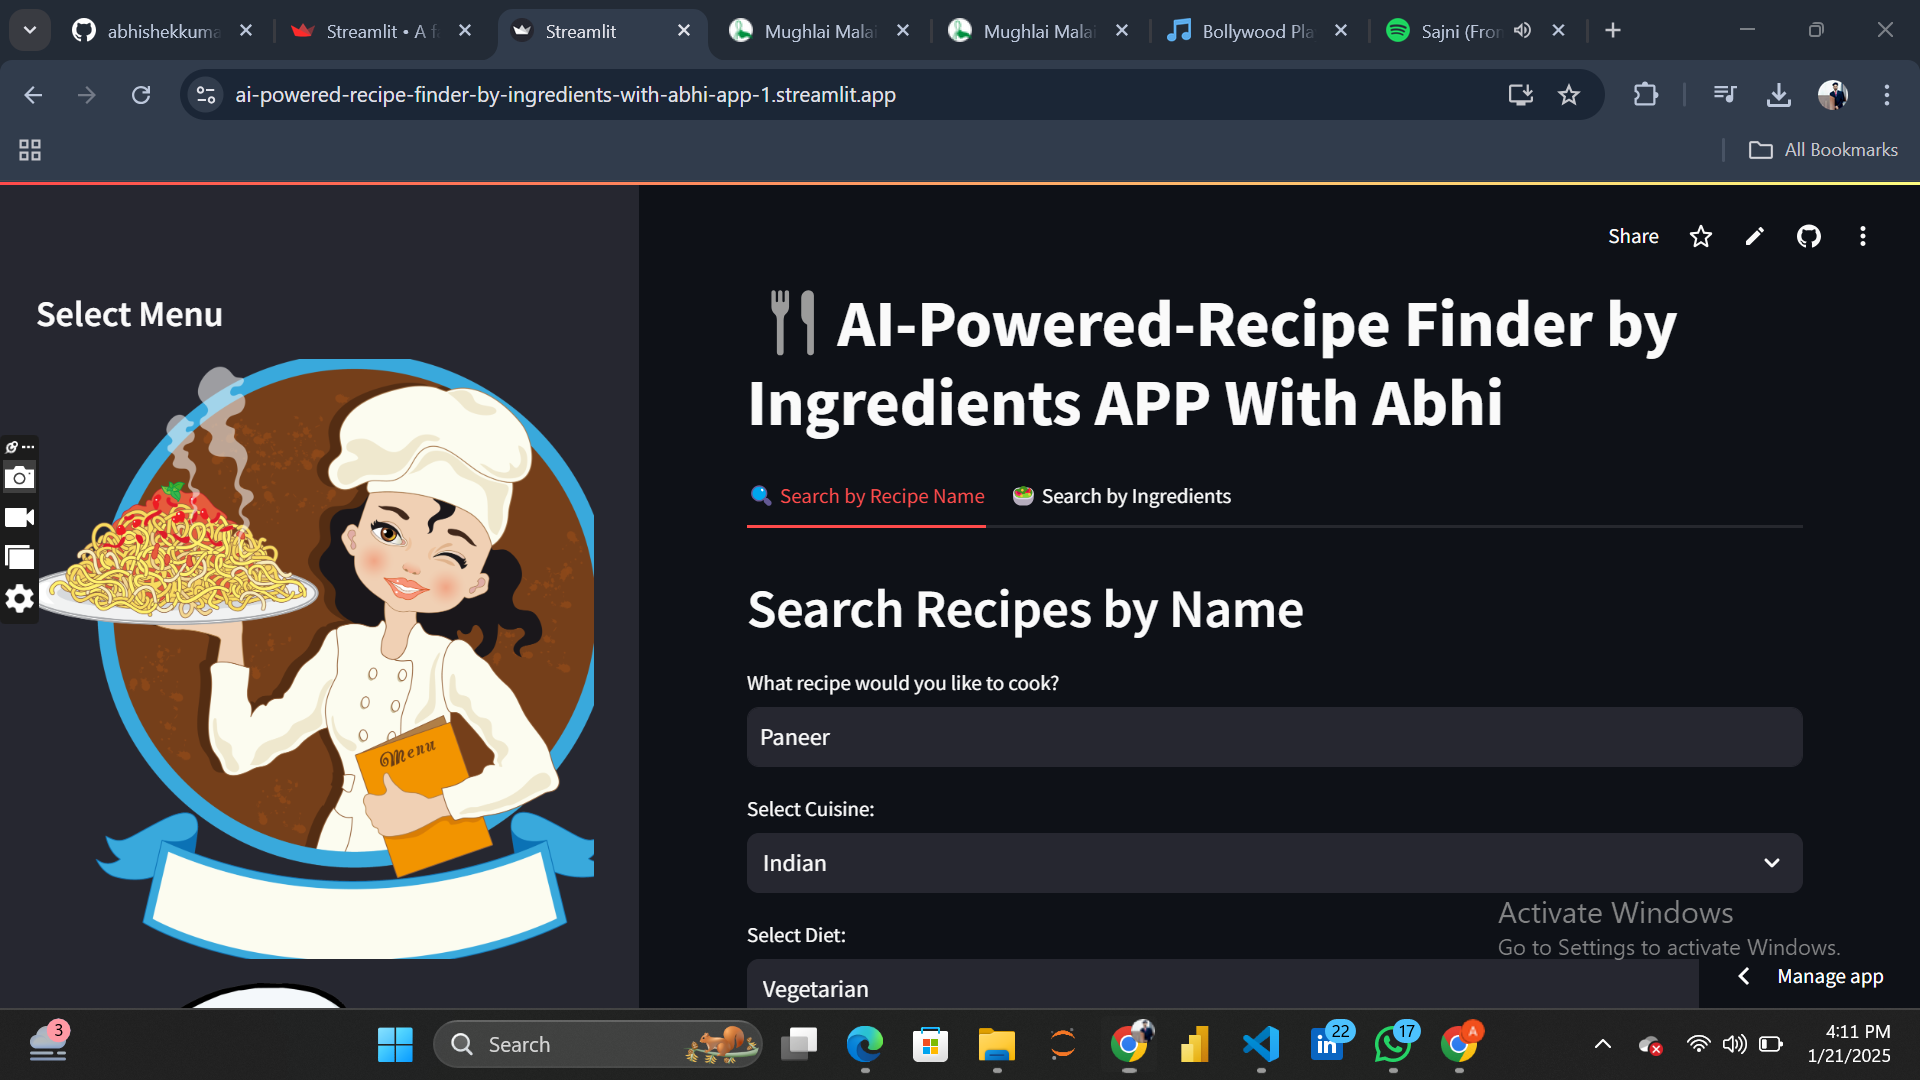 abhishekkuma
Streamlit • A f
Streamlit
Mughlai Malai
Mughlai Malai
Bollywood Pla
Sajni (Fron
ai-powered-recipe-finder-by-ingredients-with-abhi-app-1.streamlit.app
All Bookmarks
Share
Select Menu
AI-Powered-Recipe Finder by
Ingredients APP With Abhi
Search by Recipe Name
Search by Ingredients
Search Recipes by Name
What recipe would you like to cook?
Paneer
Menu
Select Cuisine:
Indian
Activate Windows
Go to Settings to activate Windows.
Select Diet:
Vegetarian
Manage app
3
Search
22
17
A
4:11 PM
1/21/2025